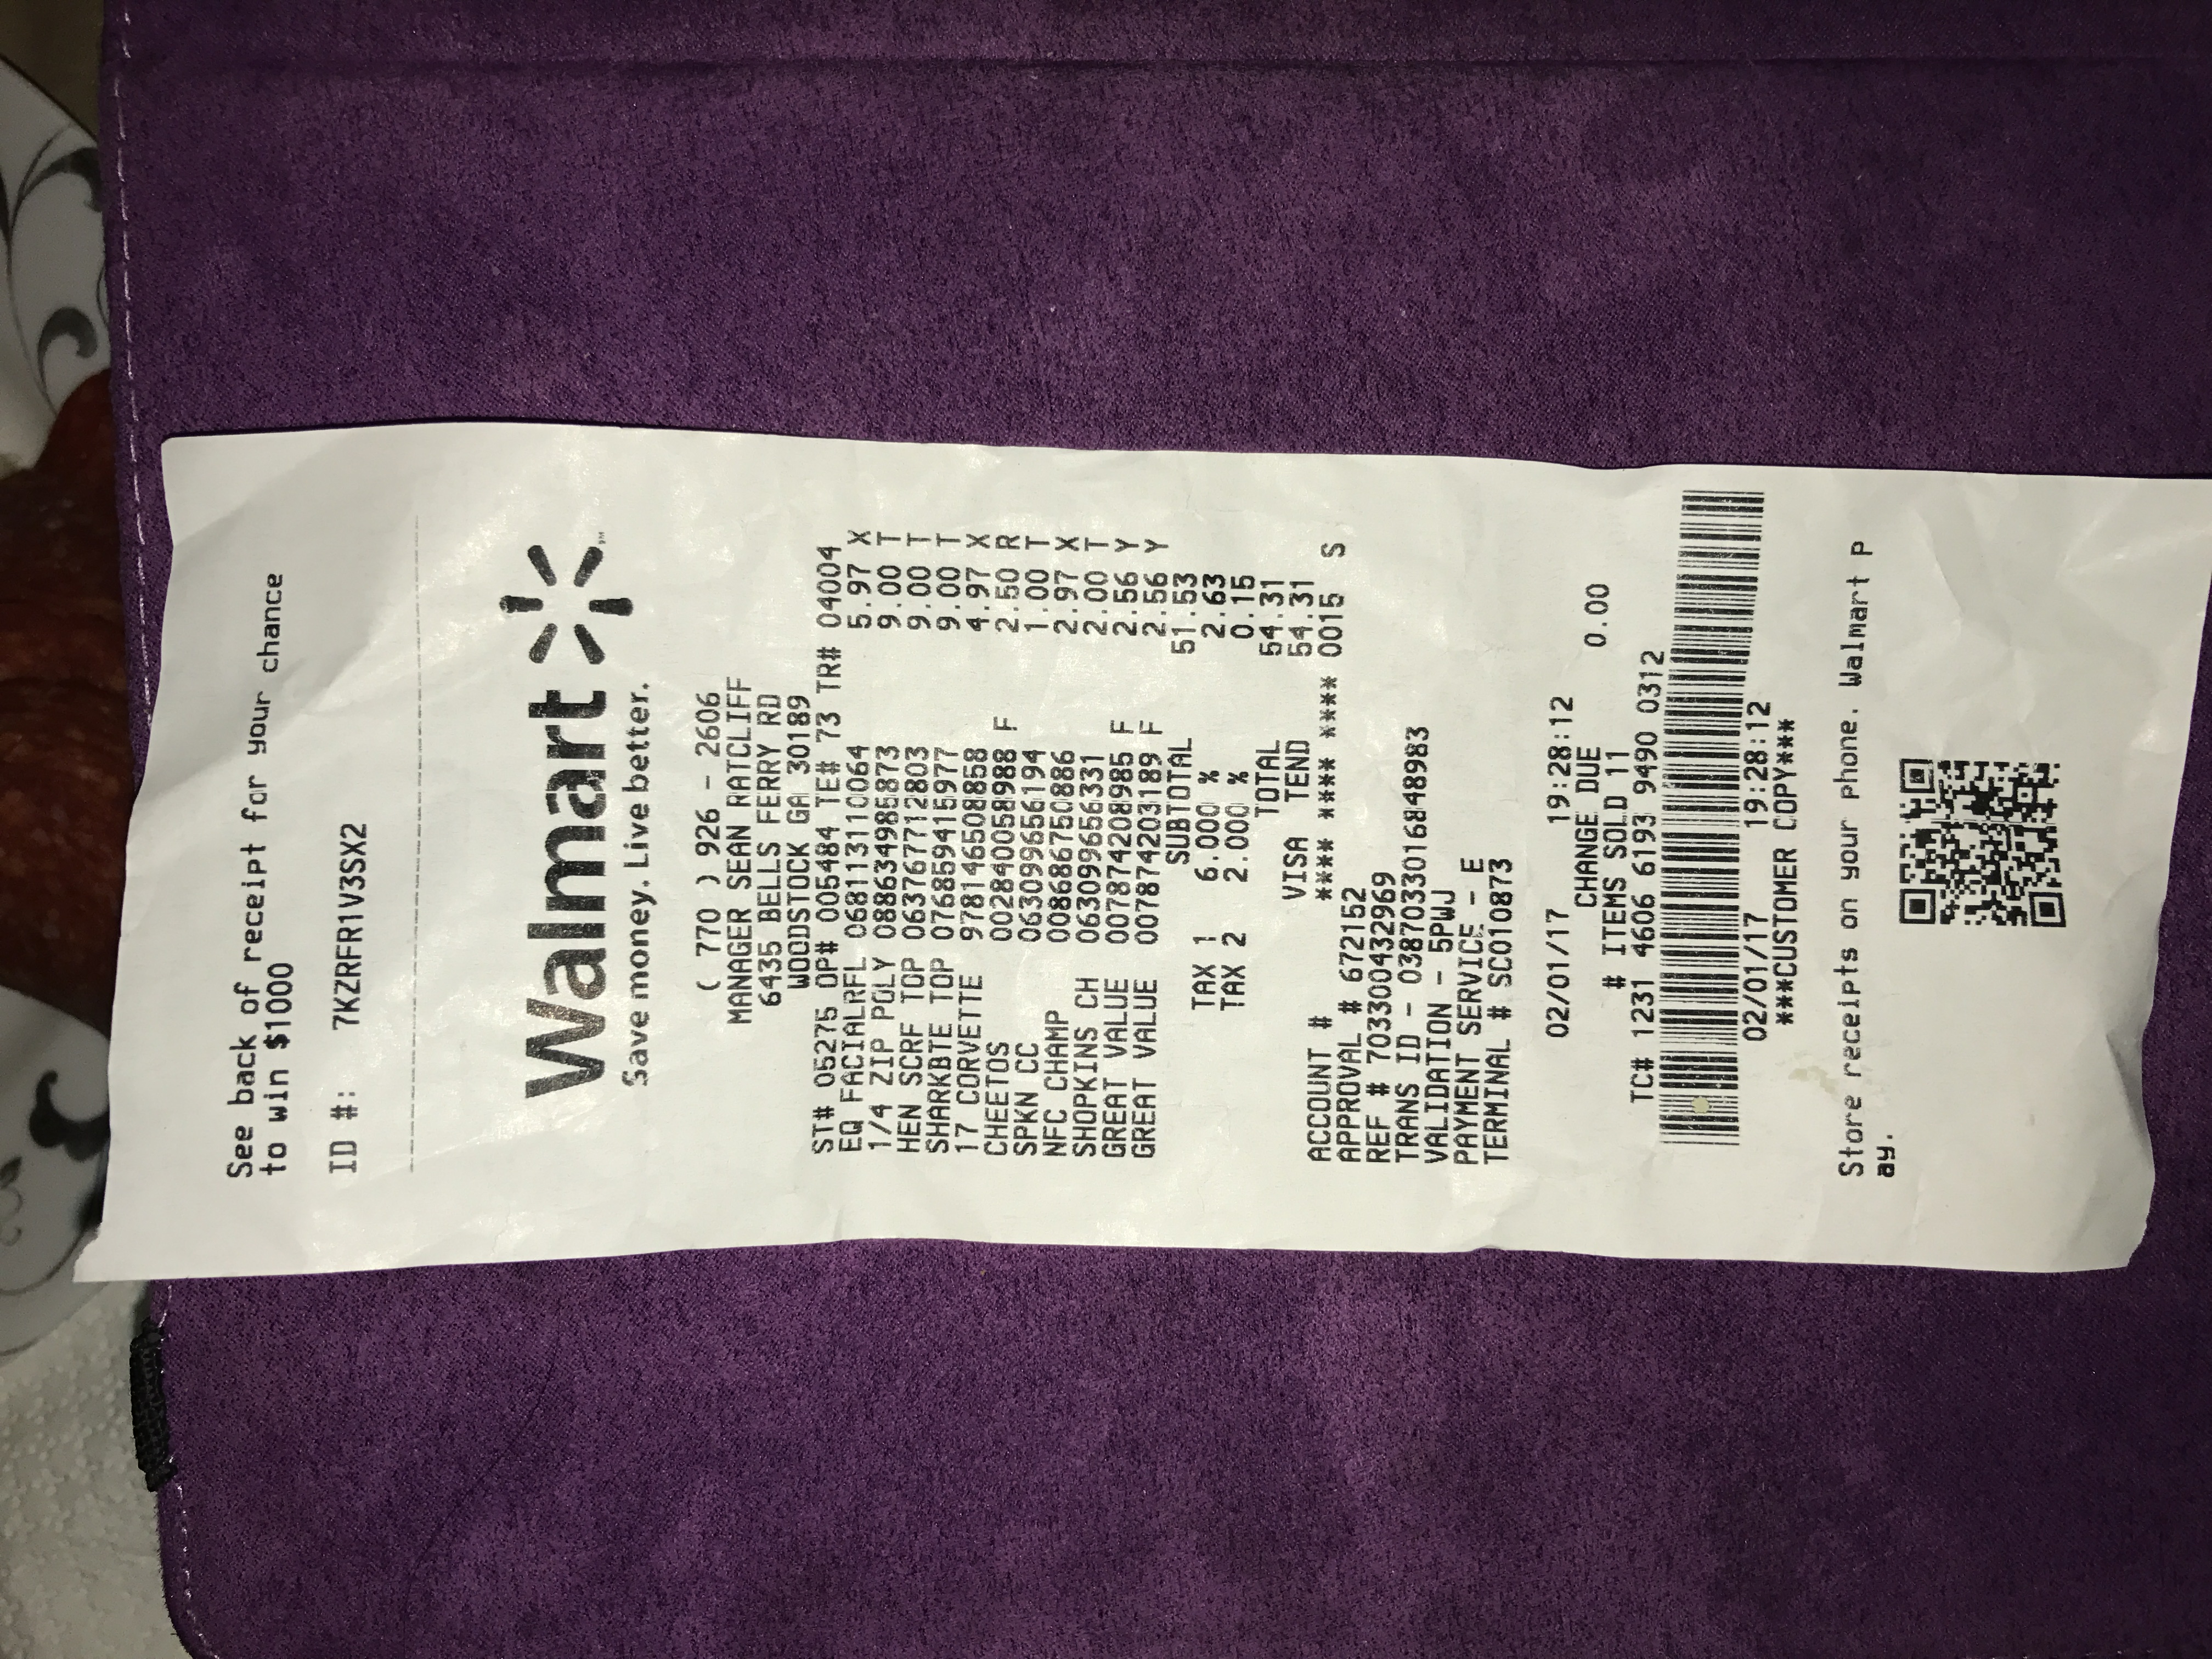 See back of receipt for your chance
to win $1000
ID #: 7KZRFR1V3SX2
Walmart
Save money. Live better.
( 770 ) 926 - 2606
MANAGER SEAN RATCLIFF
6435 BELLS FERRY RD
WOODSTOCK GA 30189
ST# 05275 OP# 005484 TE# 73 TR# 04004
EQ FACIALRFL 068113110064 5.97 X
1/4 ZIP POLY 088634985873 9.00 T
HEN SCRF TOP 063767712803 9.00 T
SHARKBTE TOP 076859415977 9.00 T
17 CORVETTE 978146508858 4.97 X
CHEETOS 002840058988 F 2.50 R
SPKN CC 063099656194 1.00 T
NFC CHAMP 008686750886 2.97 X
SHOPKINS CH 063099656331 2.00 T
GREAT VALUE 007874208985 F 2.56 Y
GREAT VALUE 007874203189 F 2.56 Y
SUBTOTAL 51.53
TAX 1 6.000 % 2.63
TAX 2 2.000 % 0.15
TOTAL 54.31
VISA TEND 54.31
ACCOUNT # **** **** **** 0015 S
APPROVAL # 672152
REF # 703300432969
TRANS ID - 0387033016848983
VALIDATION - 5PWJ
PAYMENT SERVICE - E
TERMINAL # SC010873
02/01/17 19:28:12
CHANGE DUE 0.00
# ITEMS SOLD 11
TC# 1231 4606 6193 9490 0312
02/01/17 19:28:12
***CUSTOMER COPY***
Store receipts on your phone. Walmart P
ay.